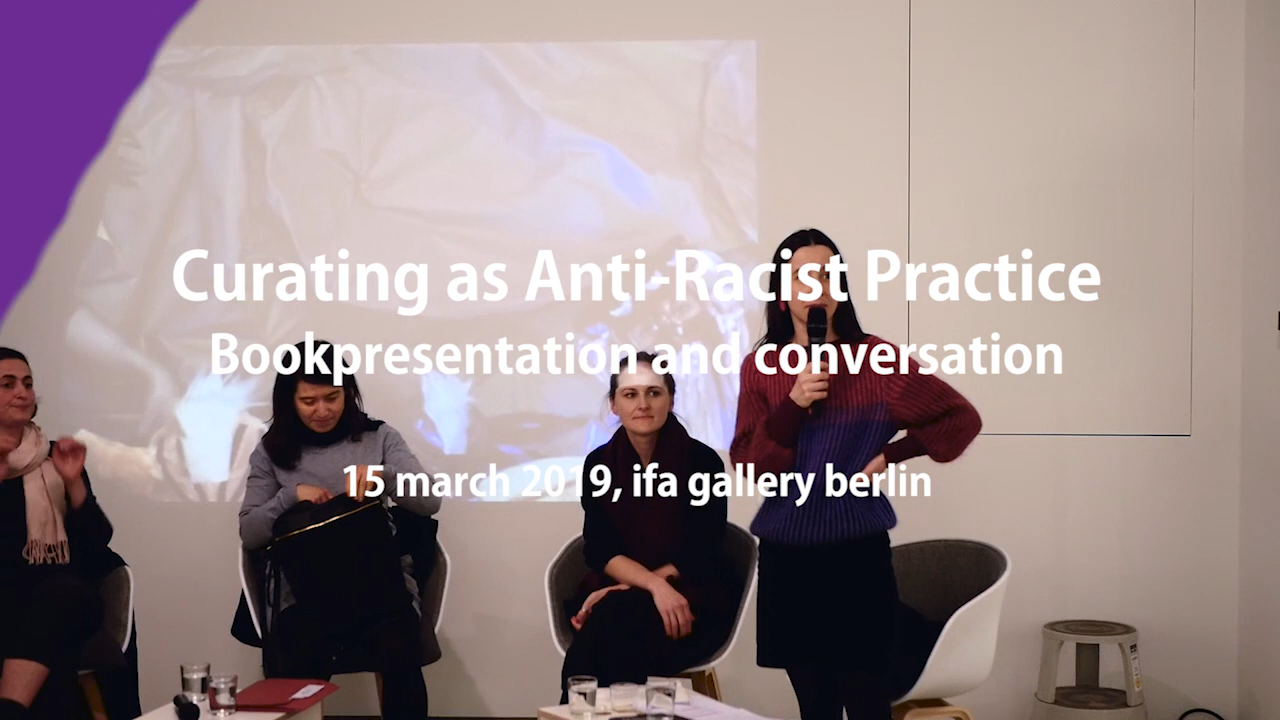 Curating as Anti-Racist Practice
Bookpresentation and conversation
15 march 2019, ifa gallery berlin